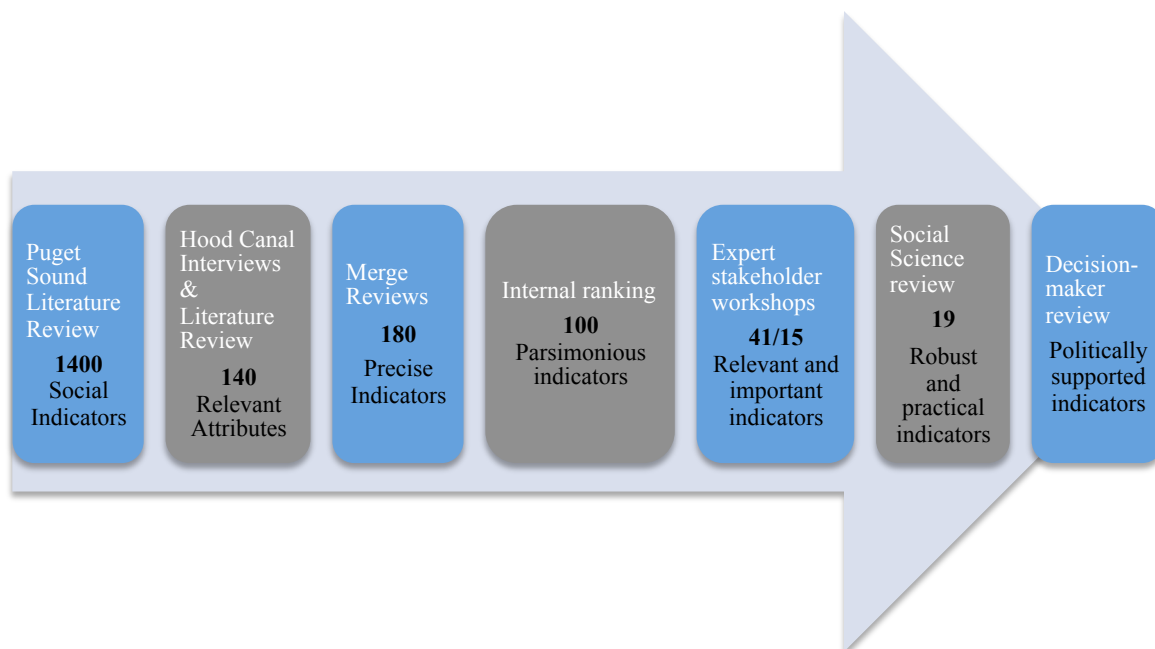 Puget
Sound
Literature
Review
1400
Social
Indicators
Hood Canal
Interviews
&
Literature
Review
140
Relevant
Attributes
Merge
Reviews
180
Precise
Indicators
Internal ranking
100
Parsimonious
indicators
Expert
stakeholder
workshops
41/15
Relevant and
important
indicators
Social
Science
review
19
Robust
and
practical
indicators
Decision-
maker
review
Politically
supported
indicators